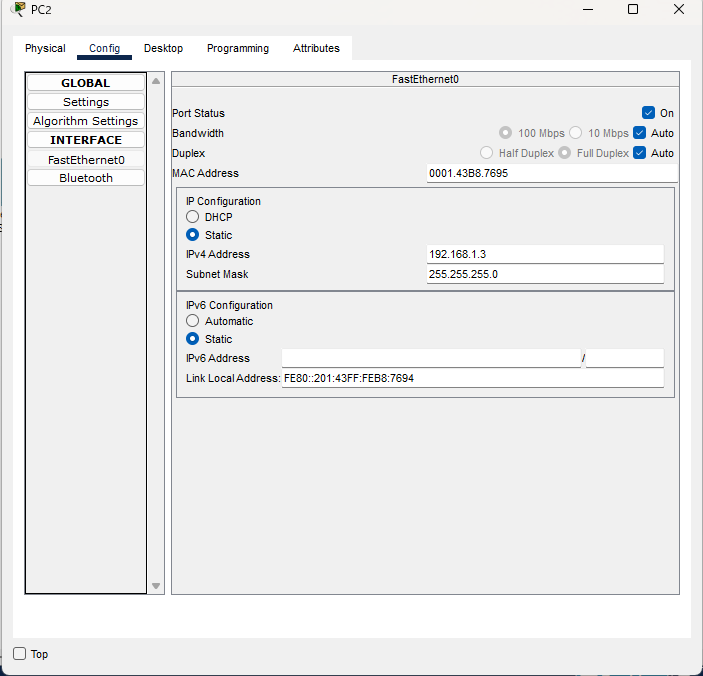 PC2
Physical Config Desktop Programming Attributes
GLOBAL
Settings
Algorithm Settings
INTERFACE
FastEthernet0
Bluetooth
FastEthernet0
Port Status On
Bandwidth 100 Mbps 10 Mbps Auto
Duplex Half Duplex Full Duplex Auto
MAC Address 0001.43B8.7695
IP Configuration
DHCP
Static
IPv4 Address 192.168.1.3
Subnet Mask 255.255.255.0
IPv6 Configuration
Automatic
Static
IPv6 Address /
Link Local Address: FE80::201:43FF:FEB8:7694
Top